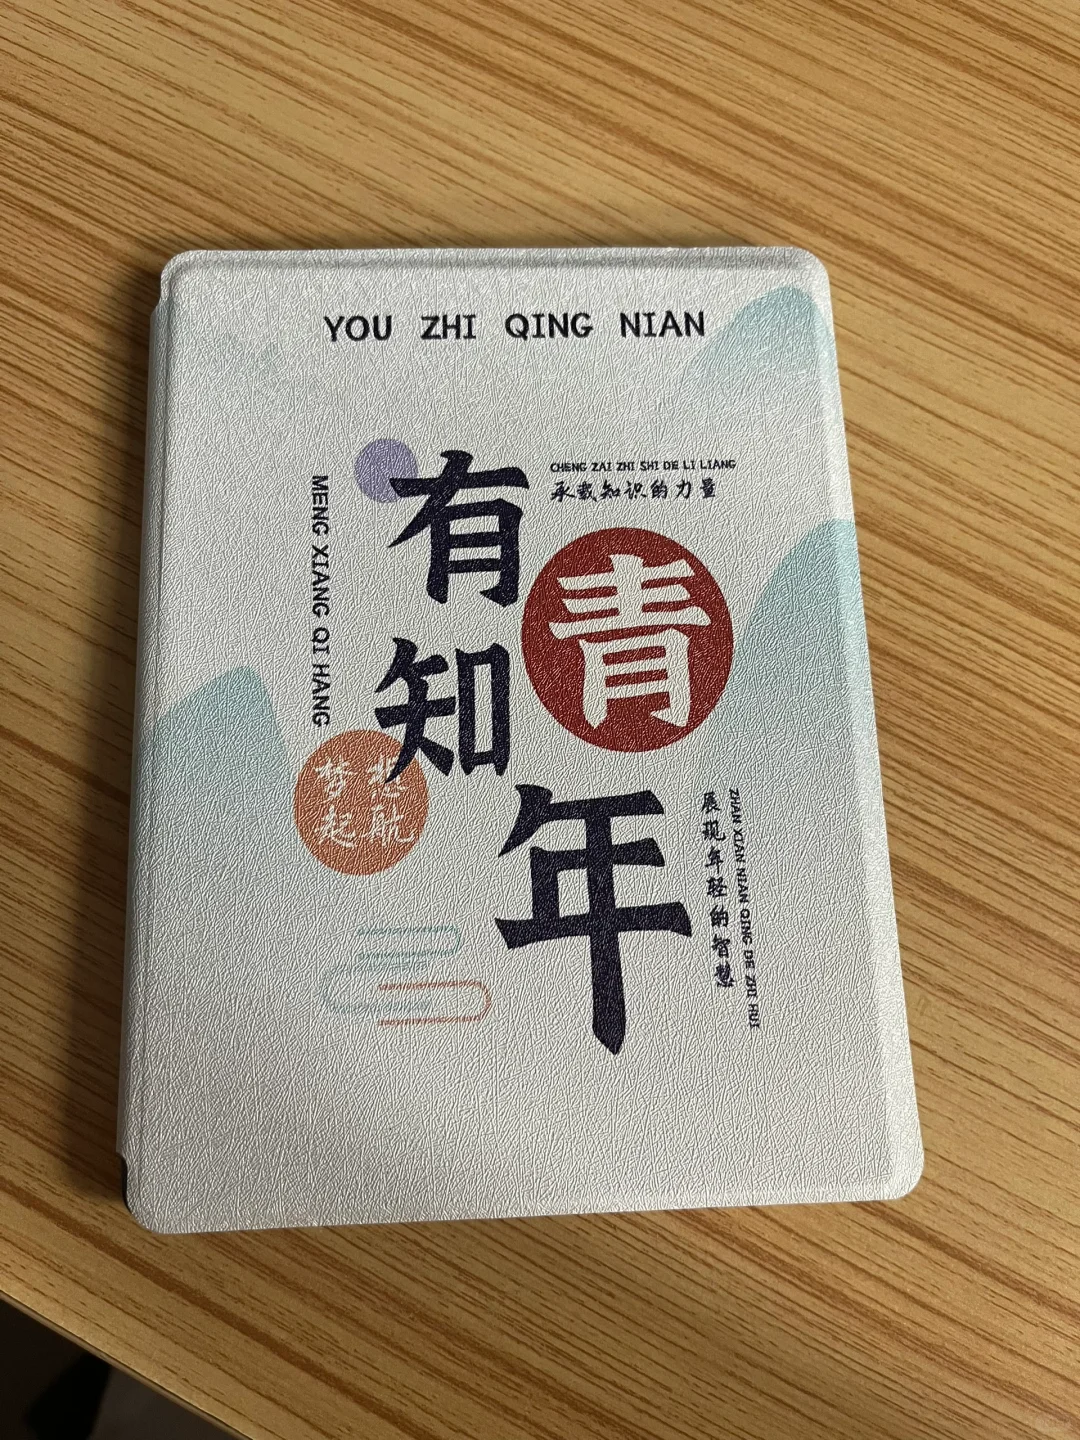 YOU ZHI QING NIAN
CHENG ZAI ZHI SHI DE LI LIANG
承载知识的力量
有知
青年
MENG XIANG QI HANG
梦想
起航
展现年轻的智慧
ZHAN XIAN NIAN QING DE ZHI HUI